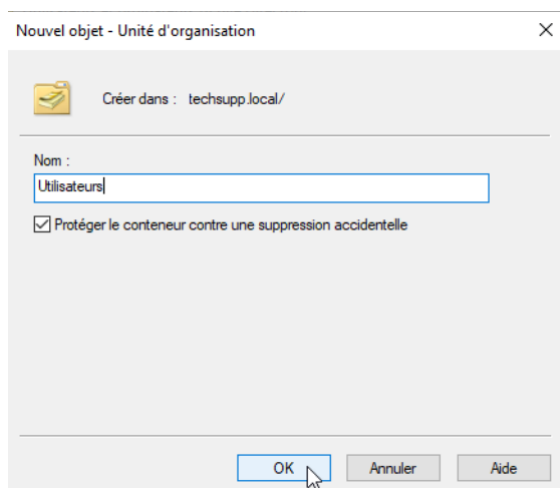 Nouvel objet - Unité d'organisation
Créer dans : techsupp.local/
Nom :
Utilisateurs
Protéger le conteneur contre une suppression accidentelle
OK Annuler Aide